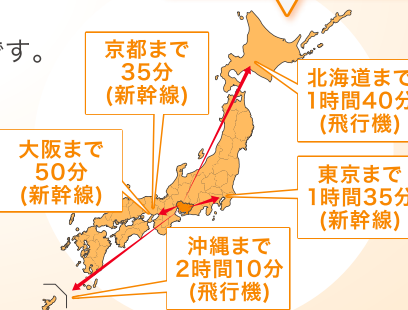 です。
京都まで
35分
(新幹線)
北海道まで
1時間40分
(飛行機)
大阪まで
50分
(新幹線)
東京まで
1時間35分
(新幹線)
沖縄まで
2時間10分
(飛行機)